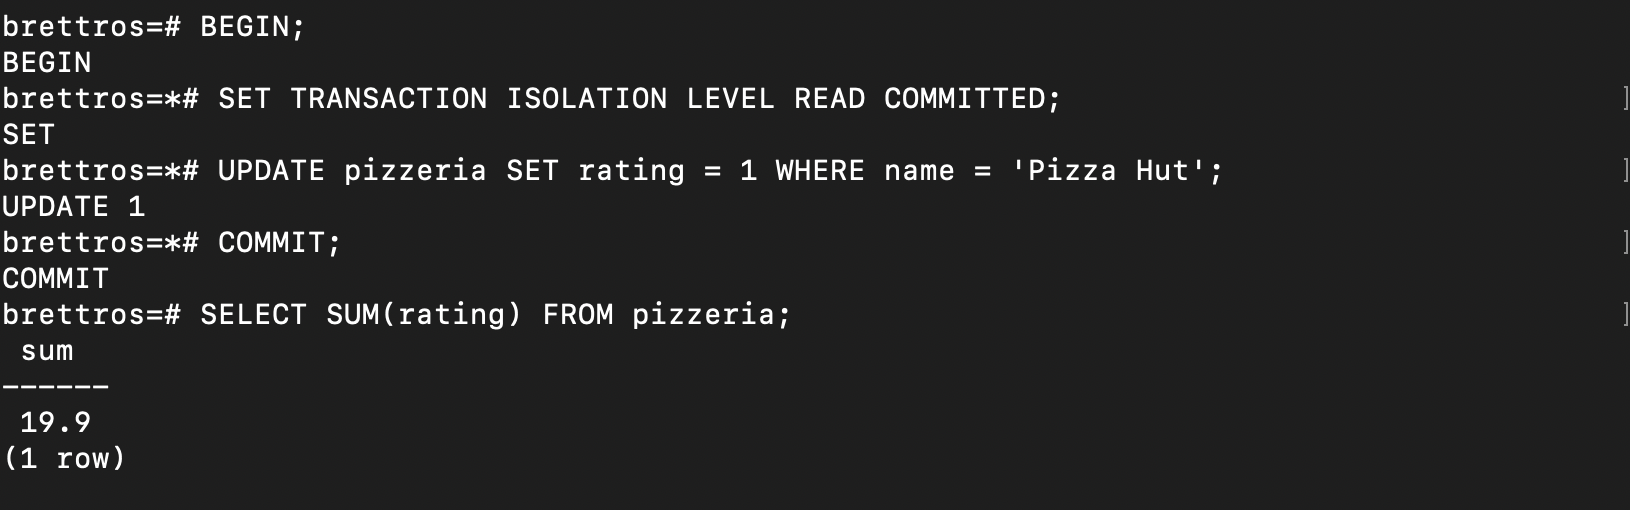 brettros=# BEGIN;
BEGIN
brettros=*# SET TRANSACTION ISOLATION LEVEL READ COMMITTED;
SET
brettros=*# UPDATE pizzeria SET rating = 1 WHERE name = 'Pizza Hut';
UPDATE 1
brettros=*# COMMIT;
COMMIT
brettros=# SELECT SUM(rating) FROM pizzeria;
 sum
------
 19.9
(1 row)